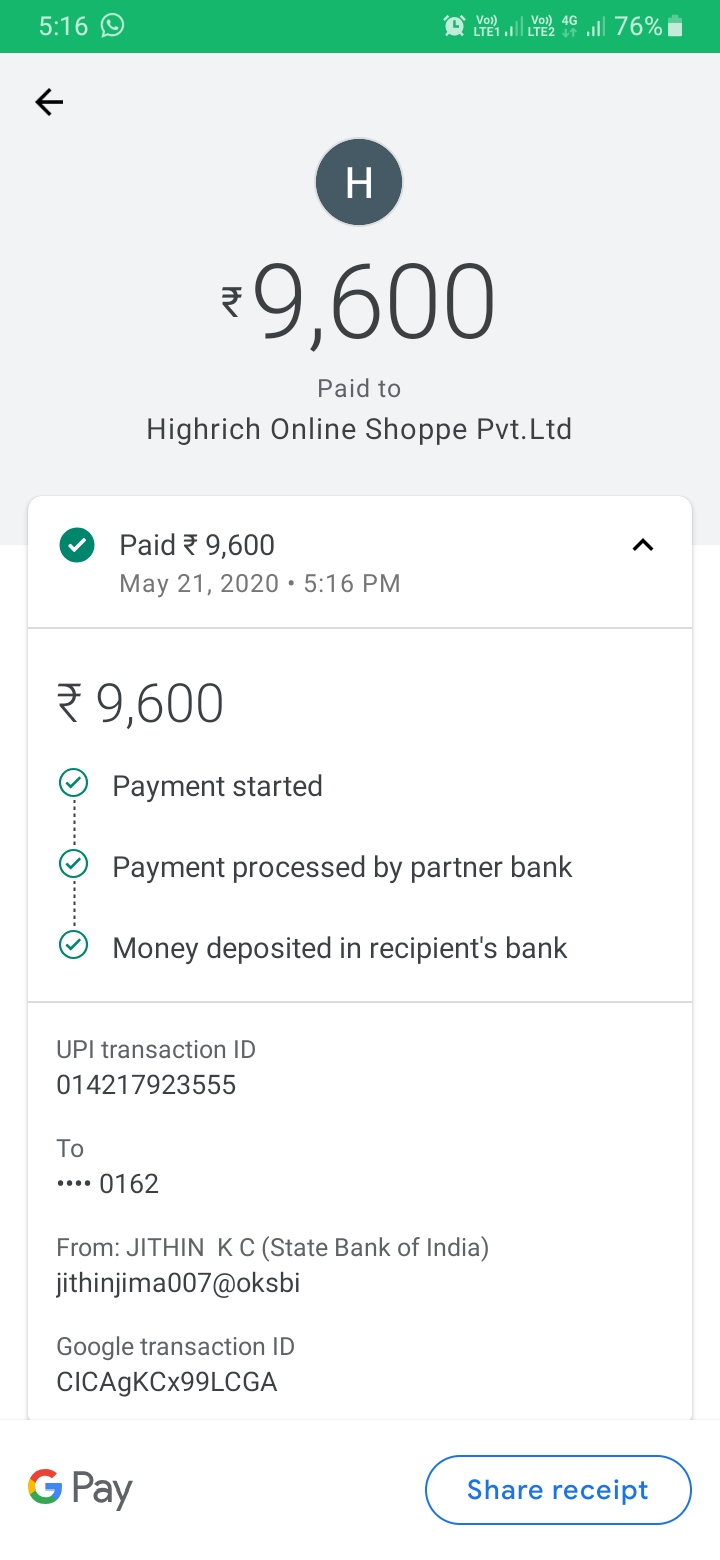 5:16
Vo)) LTE1 Vo)) LTE2 4G 76%
H
₹9,600
Paid to
Highrich Online Shoppe Pvt.Ltd
Paid ₹ 9,600
May 21, 2020 • 5:16 PM
₹ 9,600
Payment started
Payment processed by partner bank
Money deposited in recipient's bank
UPI transaction ID
014217923555
To
•••• 0162
From: JITHIN  K C (State Bank of India)
jithinjima007@oksbi
Google transaction ID
CICAgKCx99LCGA
G Pay
Share receipt